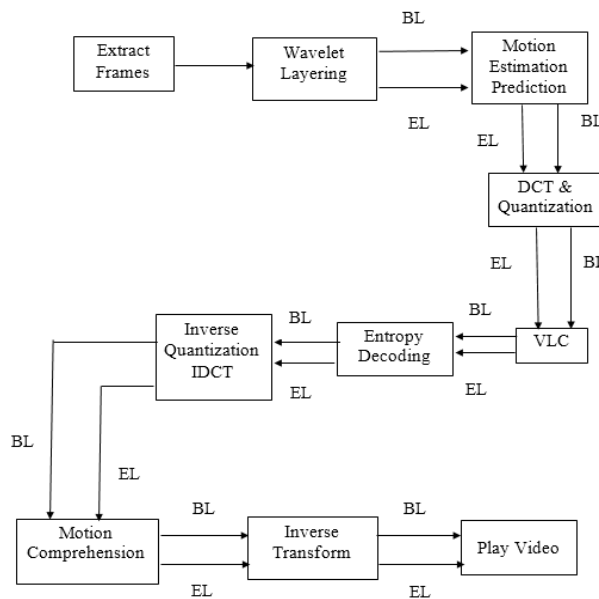 BL
Extract
Frames
Wavelet
Layering
Motion
Estimation
Prediction
EL
EL
BL
DCT &
Quantization
EL
BL
BL
VLC
Entropy
Decoding
EL
BL
Inverse
Quantization
IDCT
EL
BL
EL
Motion
Comprehension
BL
EL
Inverse
Transform
BL
EL
Play Video